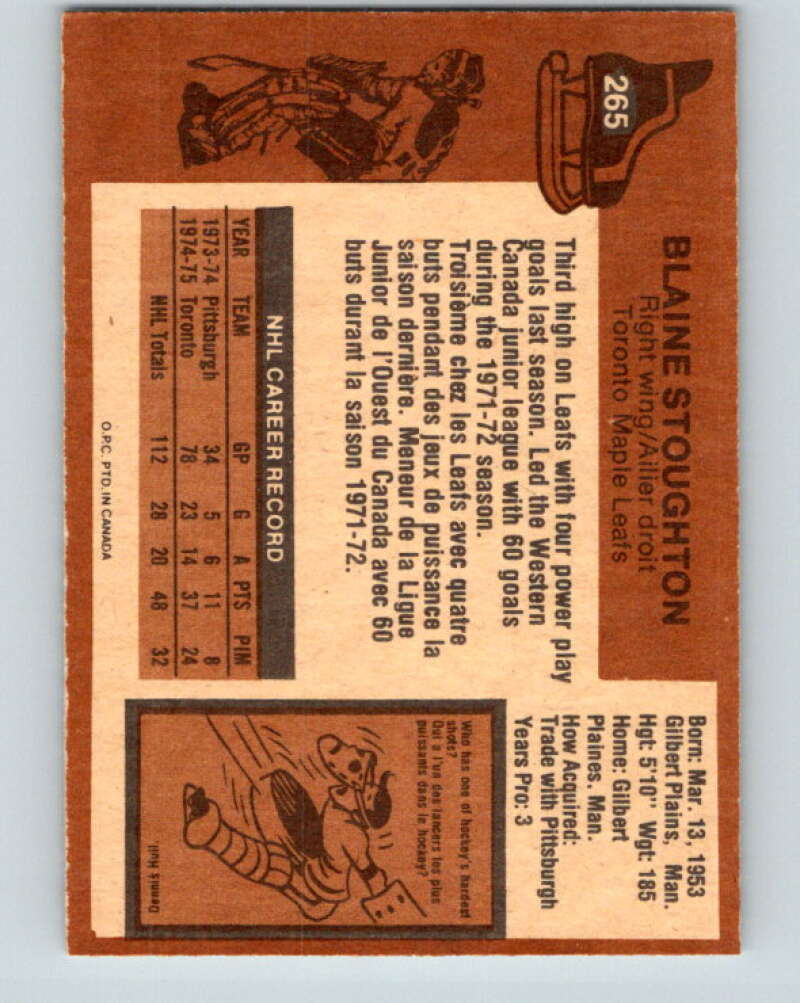 265
BLAINE STOUGHTON
Right wing/Ailier droit
Toronto Maple Leafs
Third high on Leafs with four power play
goals last season. Led the Western
Canada junior league with 60 goals
during the 1971-72 season.
Troisième chez les Leafs avec quatre
buts pendant des jeux de puissance la
saison dernière. Meneur de la Ligue
Junior de l'Ouest du Canada avec 60
buts durant la saison 1971-72.
NHL CAREER RECORD
YEAR TEAM GP G A PTS PIM
1973-74 Pittsburgh 34 5 6 11 8
1974-75 Toronto 78 23 14 37 24
NHL Totals 112 28 20 48 32
O.P.C. PTD. IN CANADA
Born: Mar. 13, 1953
Gilbert Plains, Man.
Hgt: 5'10" Wgt: 185
Home: Gilbert
Plaines. Man.
How Acquired:
Trade with Pittsburgh
Years Pro: 3
Who has one of hockey's hardest
shots?
Qui a l'un des lancers les plus
puissants dans le hockey?
Dennis Hull.